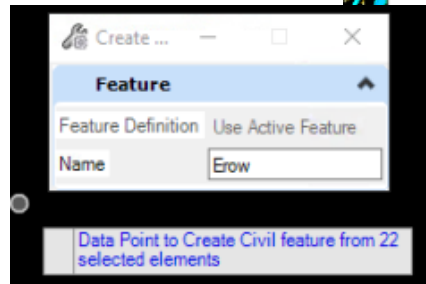 Create ...
Feature
Feature Definition Use Active Feature
Name Erow
Data Point to Create Civil feature from 22
selected elements